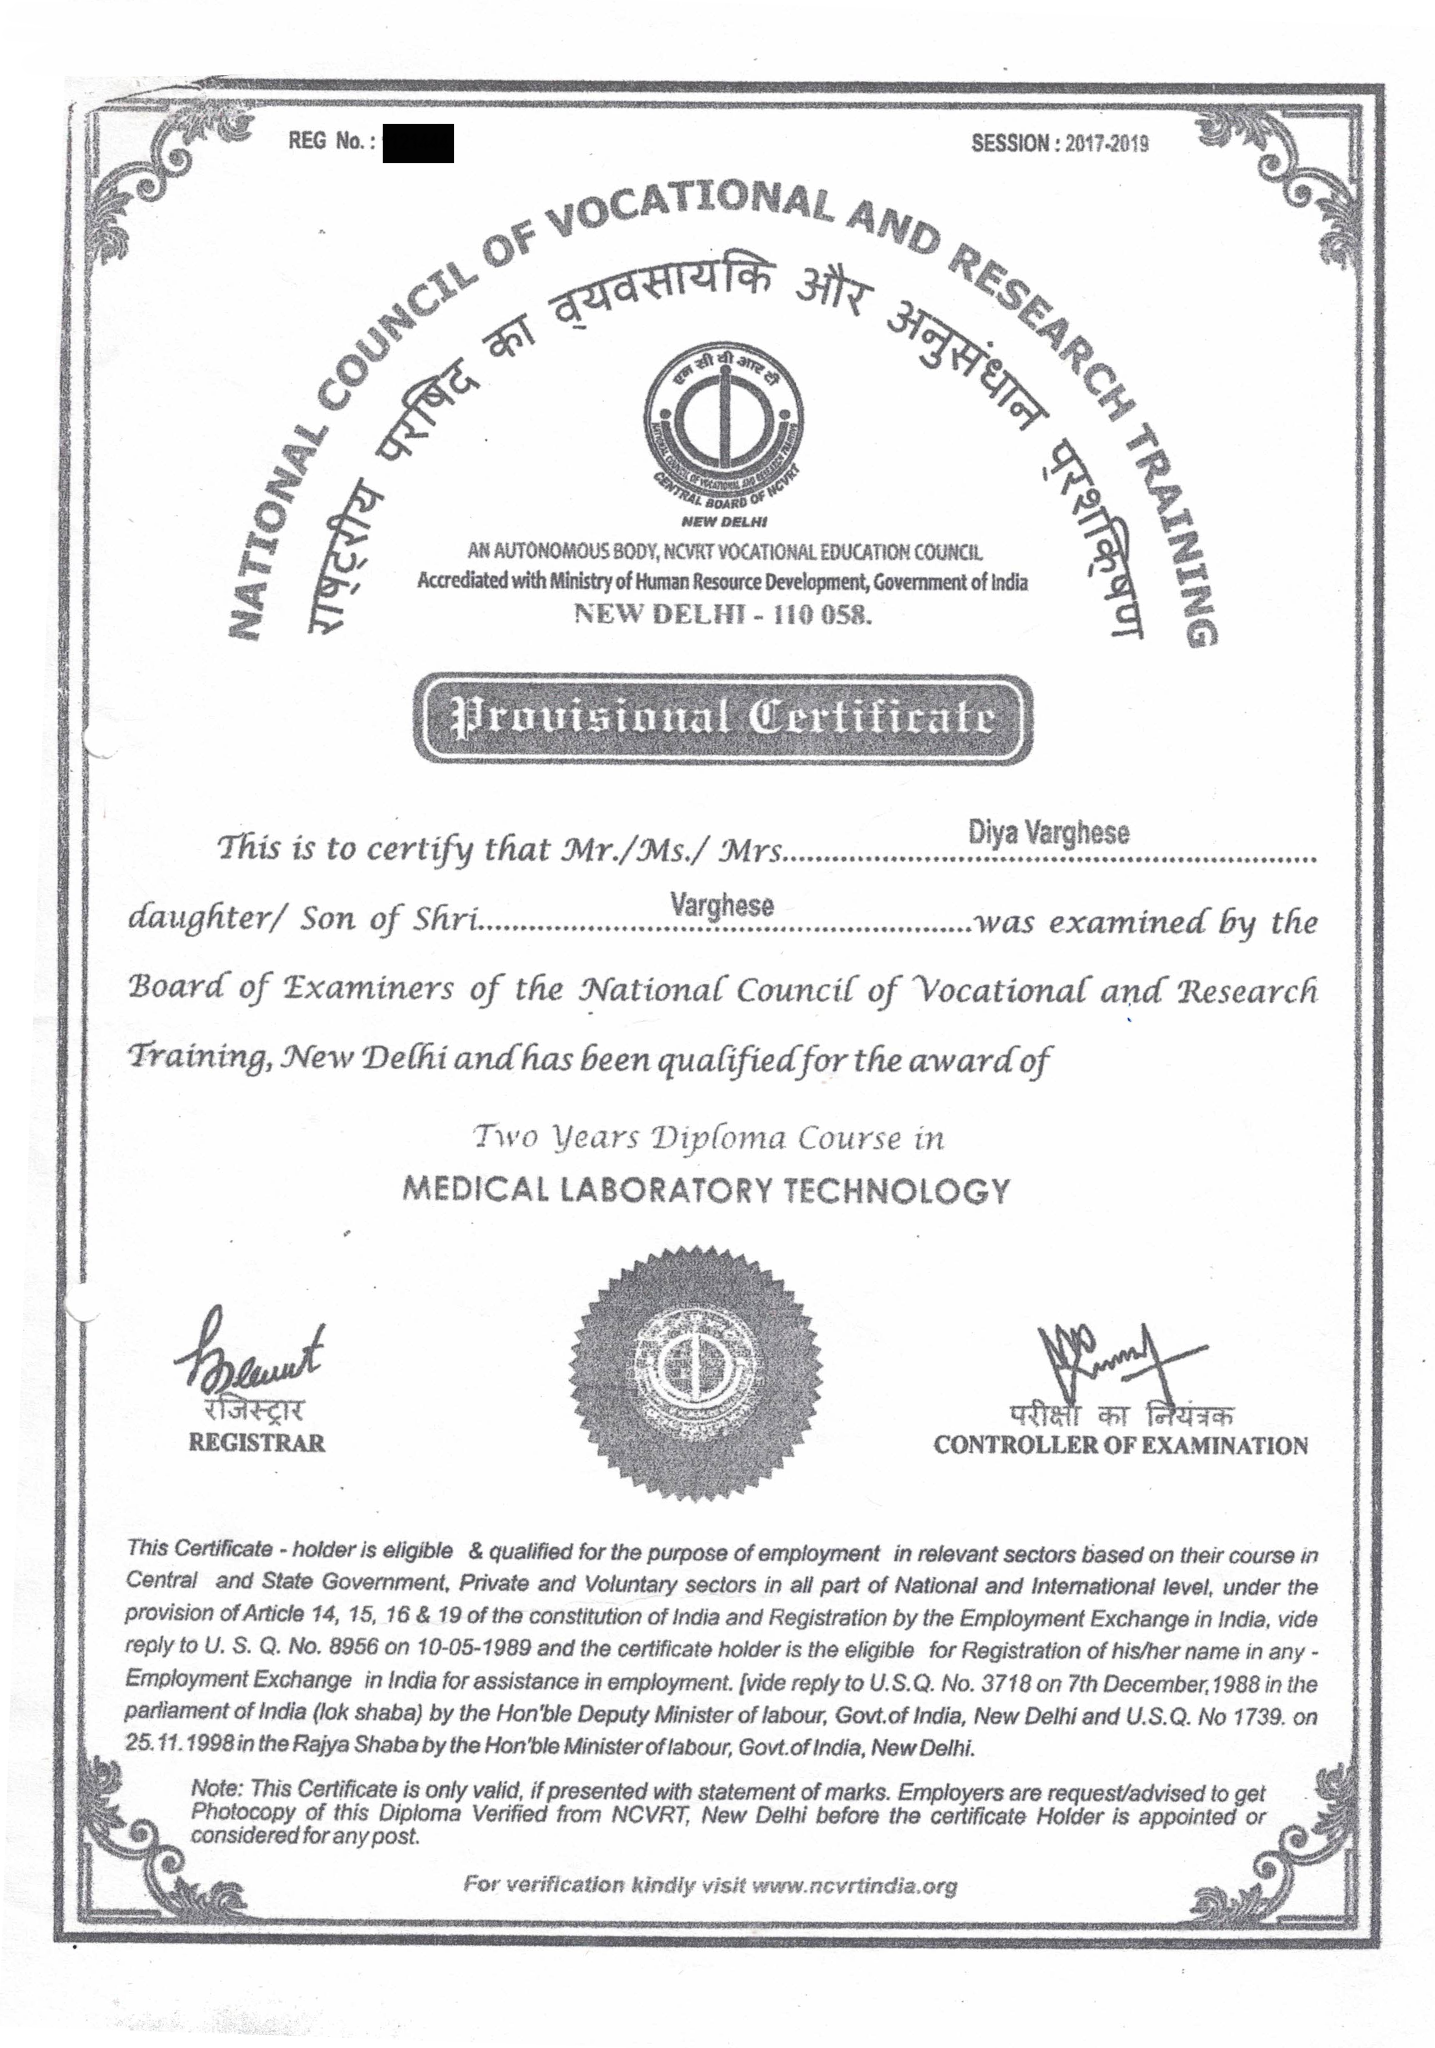 REG No. :
SESSION : 2017-2019
NATIONAL COUNCIL OF VOCATIONAL AND RESEARCH TRAINING
राष्ट्रीय परषिद का व्यवसायकि और अनुसंधान प्रशक्षिण
एन सी वी आर टी
NATIONAL COUNCIL OF VOCATIONAL AND RESEARCH TRAINING
CENTRAL BOARD OF NCVRT
NEW DELHI
AN AUTONOMOUS BODY, NCVRT VOCATIONAL EDUCATION COUNCIL
Accrediated with Ministry of Human Resource Development, Government of India
NEW DELHI - 110 058.
Provisional Certificate
This is to certify that Mr./Ms./ Mrs. Diya Varghese
daughter/ Son of Shri. Varghese was examined by the
Board of Examiners of the National Council of Vocational and Research
Training, New Delhi and has been qualified for the award of
Two Years Diploma Course in
MEDICAL LABORATORY TECHNOLOGY
रजिस्ट्रार
REGISTRAR
परीक्षा का नियंत्रक
CONTROLLER OF EXAMINATION
This Certificate - holder is eligible & qualified for the purpose of employment in relevant sectors based on their course in
Central and State Government, Private and Voluntary sectors in all part of National and International level, under the
provision of Article 14, 15, 16 & 19 of the constitution of India and Registration by the Employment Exchange in India, vide
reply to U. S. Q. No. 8956 on 10-05-1989 and the certificate holder is the eligible for Registration of his/her name in any -
Employment Exchange in India for assistance in employment. [vide reply to U.S.Q. No. 3718 on 7th December, 1988 in the
parliament of India (lok shaba) by the Hon'ble Deputy Minister of labour, Govt.of India, New Delhi and U.S.Q. No 1739. on
25.11.1998 in the Rajya Shaba by the Hon'ble Minister of labour, Govt.of India, New Delhi.
Note: This Certificate is only valid, if presented with statement of marks. Employers are request/advised to get
Photocopy of this Diploma Verified from NCVRT, New Delhi before the certificate Holder is appointed or
considered for any post.
For verification kindly visit www.ncvrtindia.org